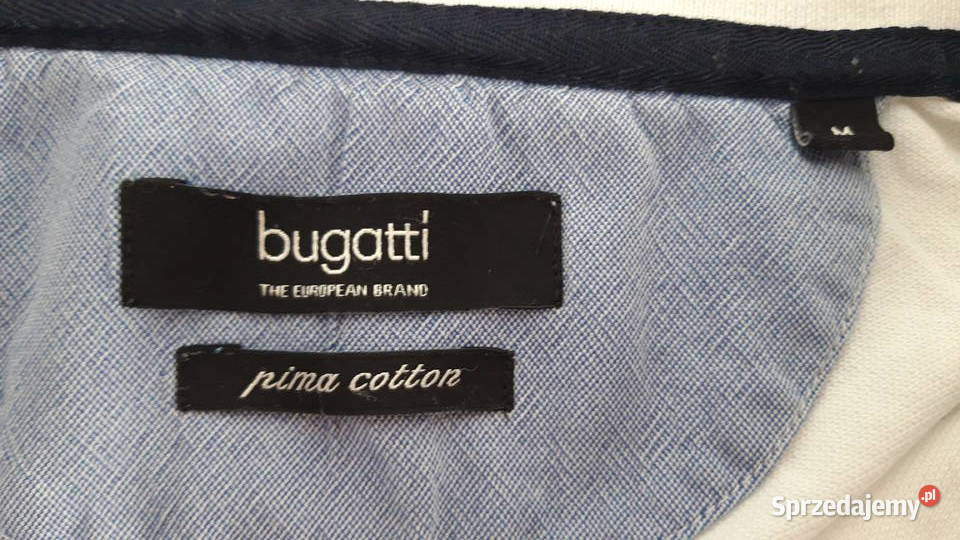 M
bugatti
THE EUROPEAN BRAND
pima cotton
Sprzedajemy.pl